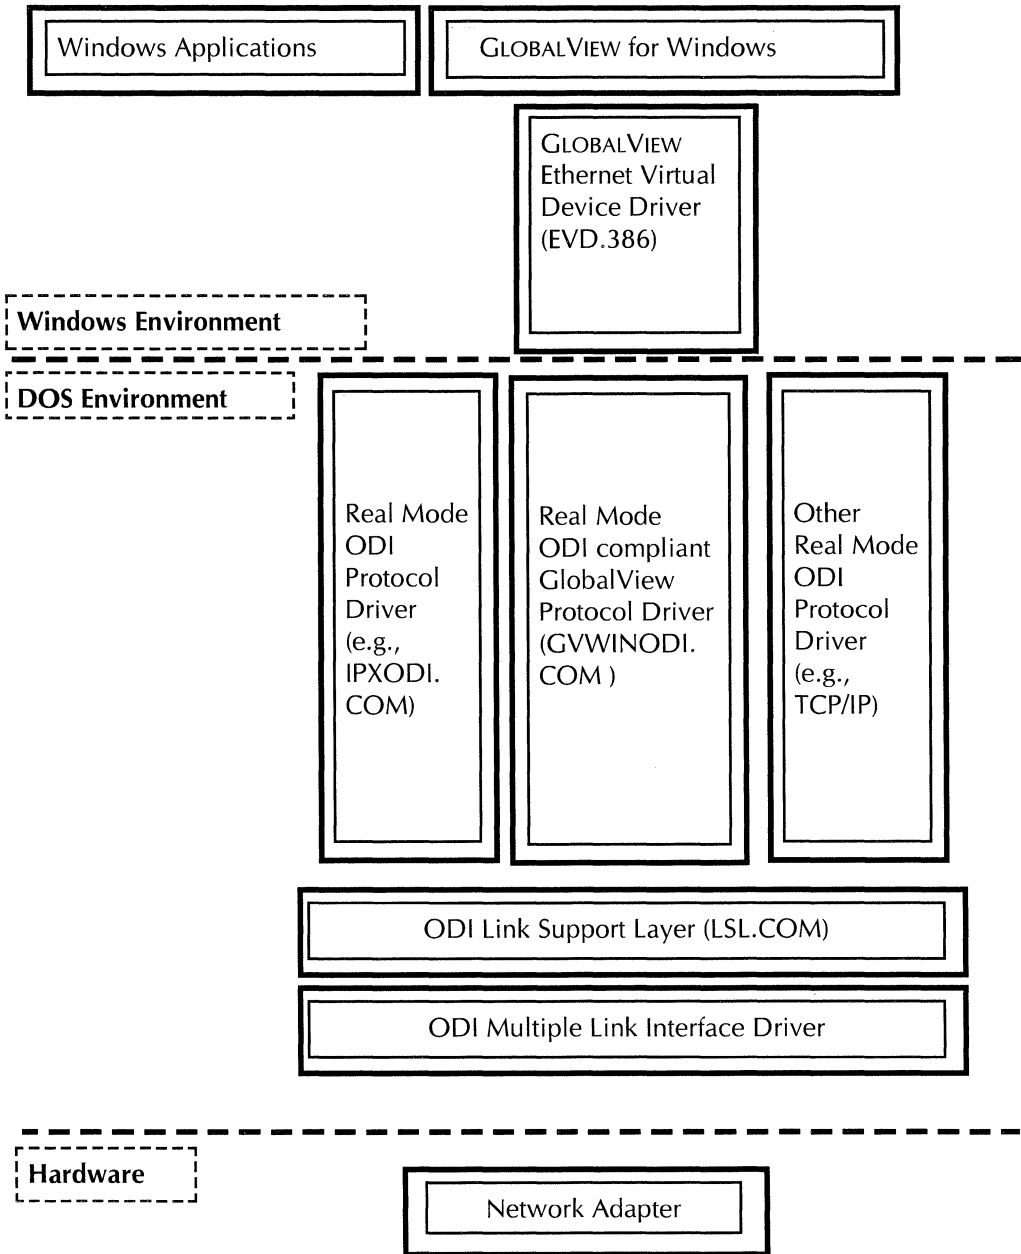 Windows Applications
GLOBALVIEW for Windows
GLOBALVIEW
Ethernet Virtual
Device Driver
(EVD.386)
Windows Environment
DOS Environment
Real Mode
ODI
Protocol
Driver
(e.g.,
IPXODI.
COM)
Real Mode
ODI compliant
GlobalView
Protocol Driver
(GVWINODI.
COM )
Other
Real Mode
ODI
Protocol
Driver
(e.g.,
TCP/IP)
ODI Link Support Layer (LSL.COM)
ODI Multiple Link Interface Driver
Hardware
Network Adapter